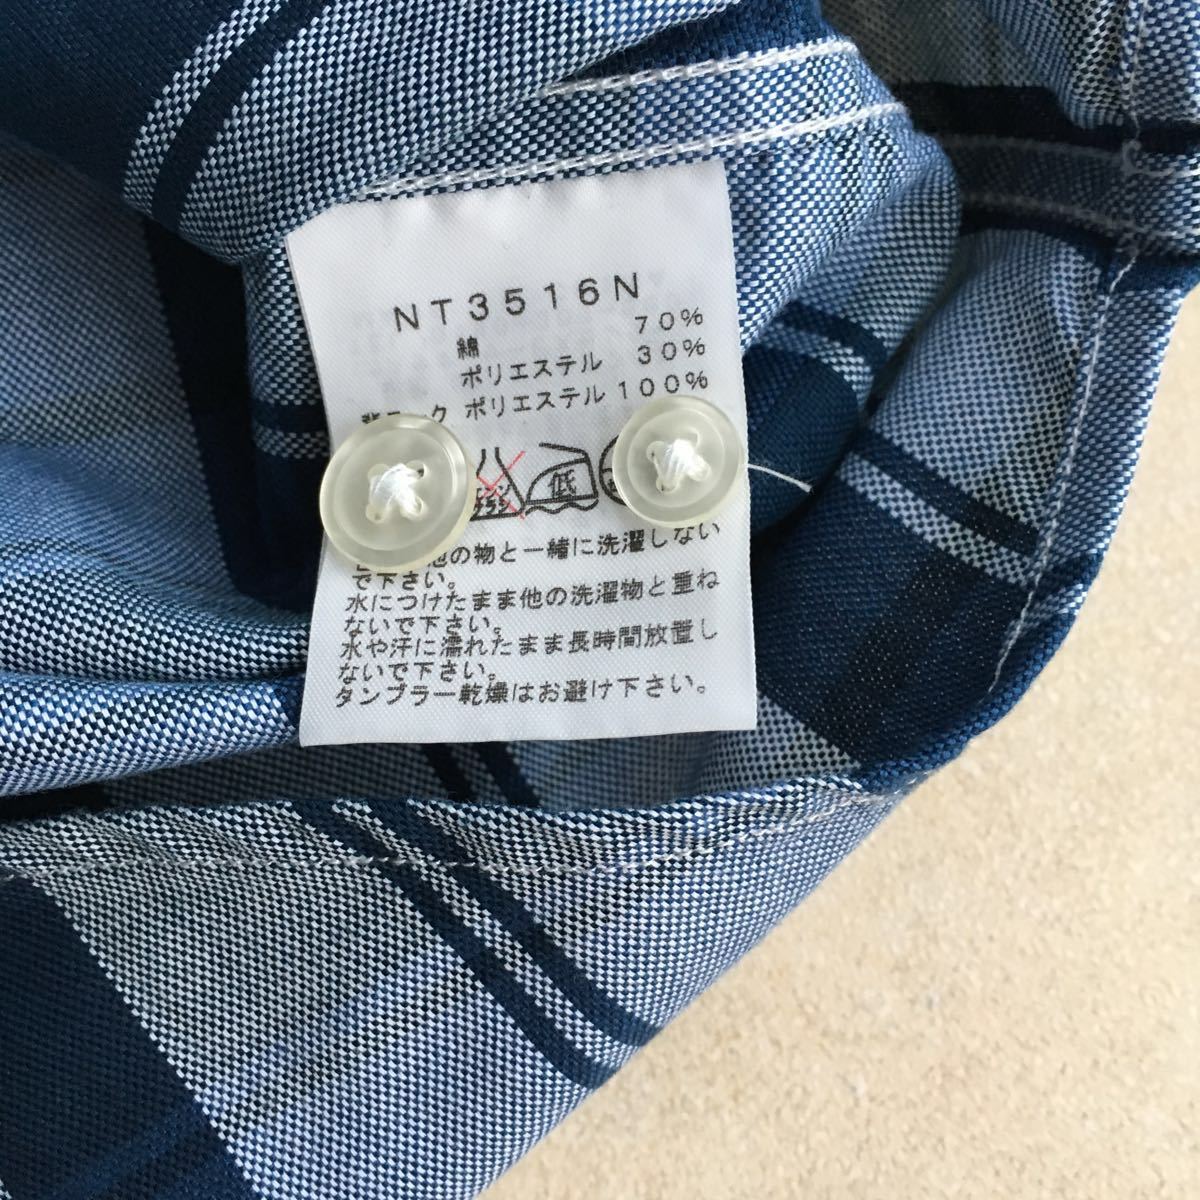 NT3516N
綿 70%
ポリエステル 30%
ポリエステル 100%
低
の物と一緒に洗濯しない
で下さい。
水につけたまま他の洗濯物と重ね
ないで下さい。
水や汗に濡れたまま長時間放置し
ないで下さい。
タンブラー乾燥はお避け下さい。